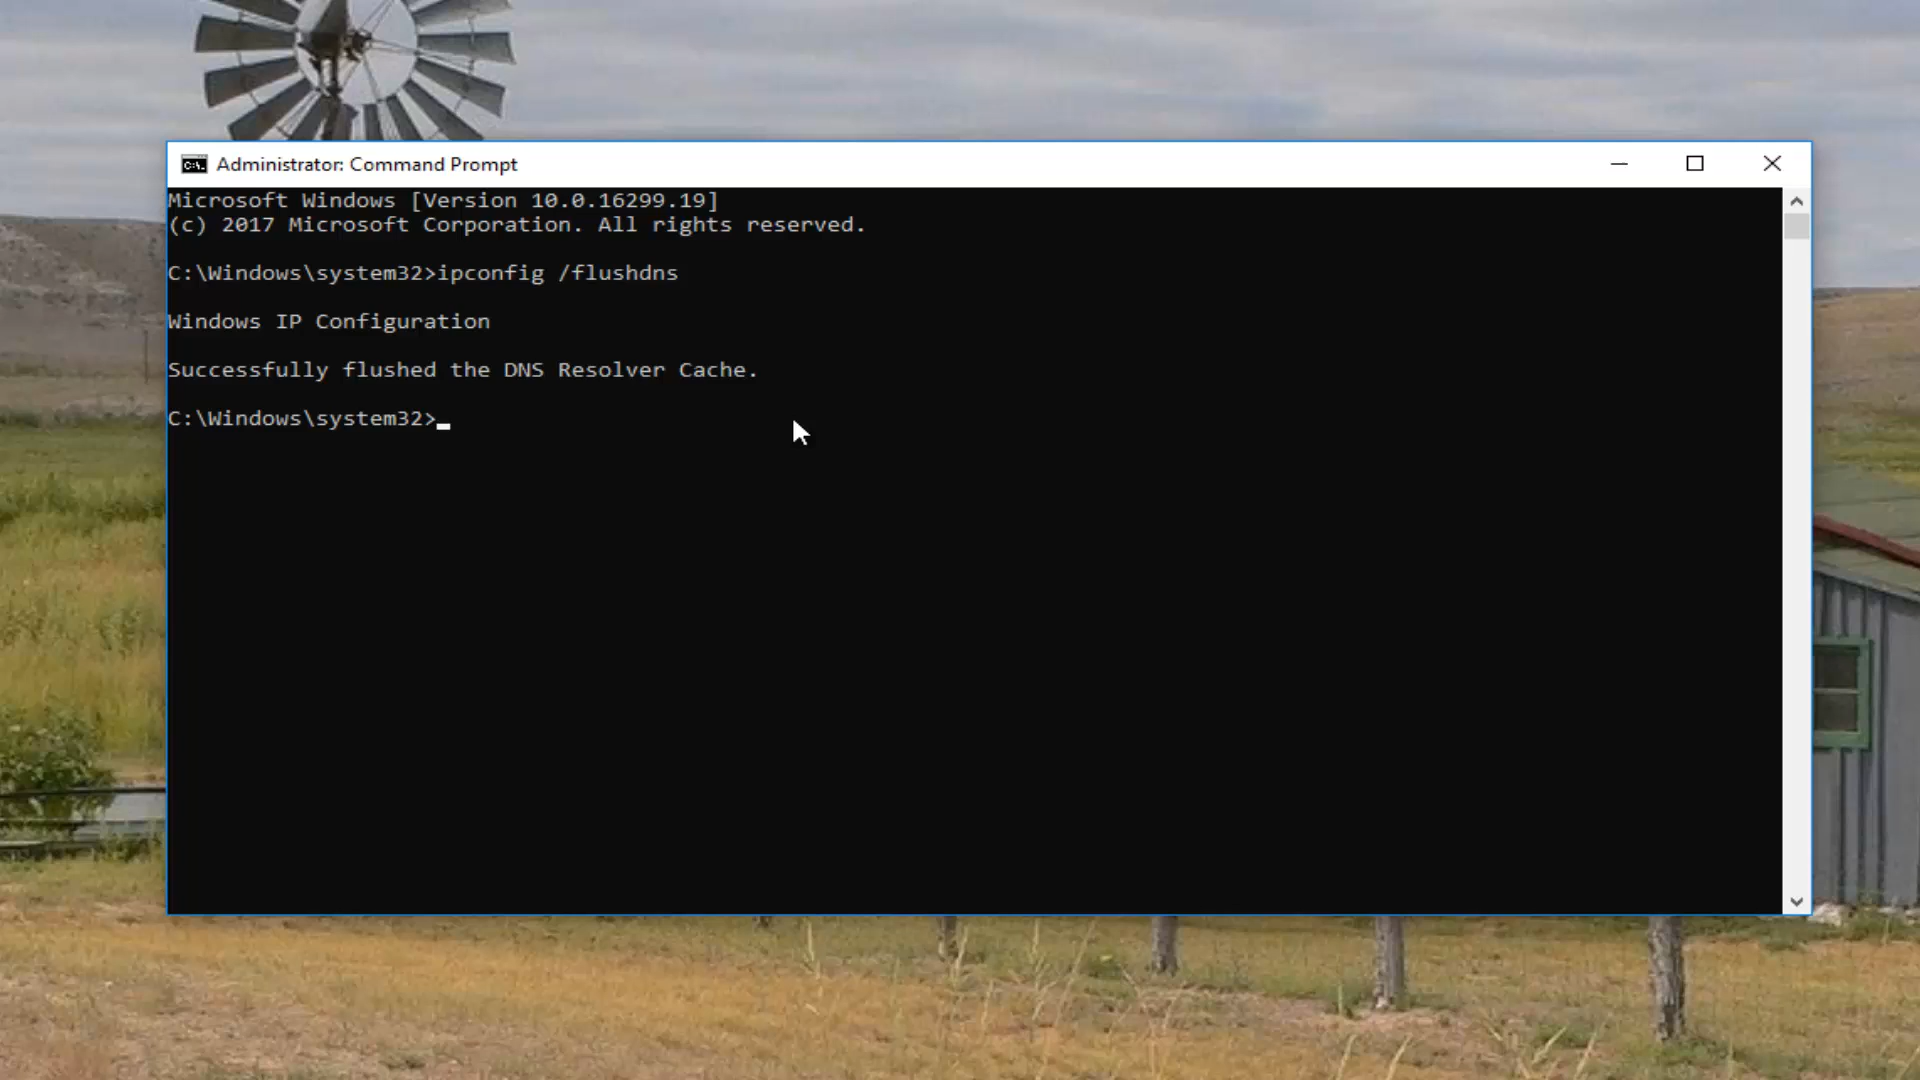 Administrator: Command Prompt
Microsoft Windows [Version 10.0.16299.19]
(c) 2017 Microsoft Corporation. All rights reserved.
C:\Windows\system32>ipconfig /flushdns
Windows IP Configuration
Successfully flushed the DNS Resolver Cache.
C:\Windows\system32>